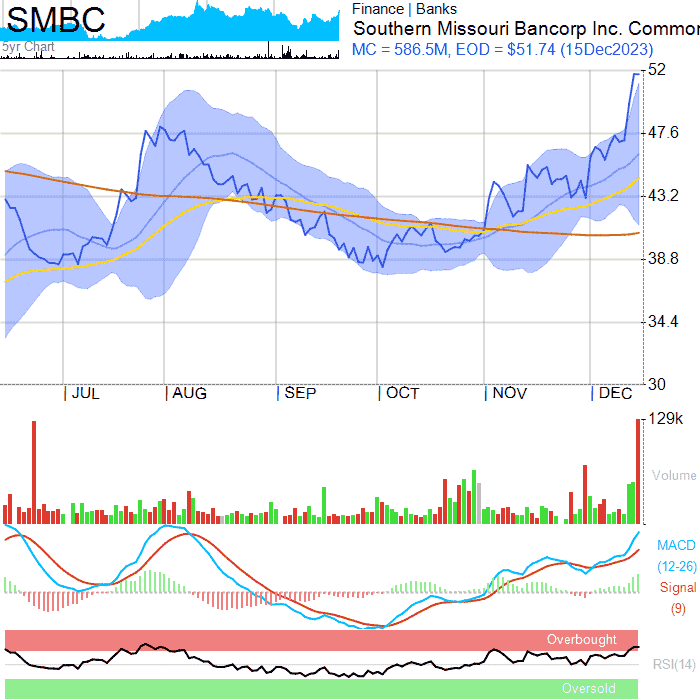 SMBC
5yr Chart
Finance | Banks
Southern Missouri Bancorp Inc. Common
MC = 586.5M, EOD = $51.74 (15Dec2023)
52
47.6
43.2
38.8
34.4
30
JUL
AUG
SEP
OCT
NOV
DEC
129k
Volume
MACD
(12-26)
Signal
(9)
Overbought
RSI(14)
Oversold